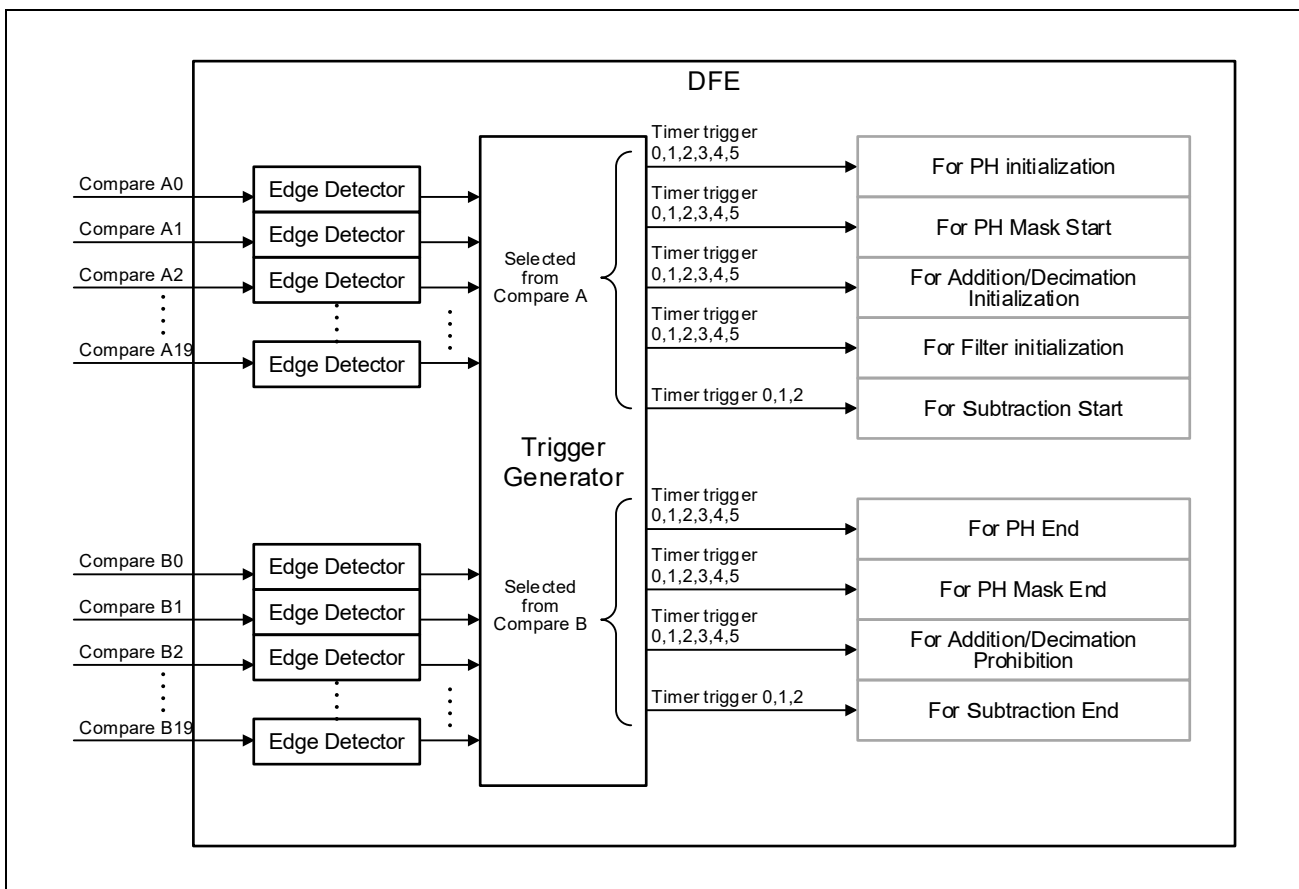 DFE
Compare A0
Compare A1
Compare A2
Compare A19
Edge Detector
Edge Detector
Edge Detector
Edge Detector
Selected
from
Compare A
Timer trigger
0,1,2,3,4,5
For PH initialization
Timer trigger
0,1,2,3,4,5
For PH Mask Start
Timer trigger
0,1,2,3,4,5
For Addition/Decimation
Initialization
Timer trigger
0,1,2,3,4,5
For Filter initialization
Timer trigger 0,1,2
For Subtraction Start
Trigger
Generator
Compare B0
Compare B1
Compare B2
Compare B19
Edge Detector
Edge Detector
Edge Detector
Edge Detector
Selected
from
Compare B
Timer trigger
0,1,2,3,4,5
For PH End
Timer trigger
0,1,2,3,4,5
For PH Mask End
Timer trigger
0,1,2,3,4,5
For Addition/Decimation
Prohibition
Timer trigger 0,1,2
For Subtraction End